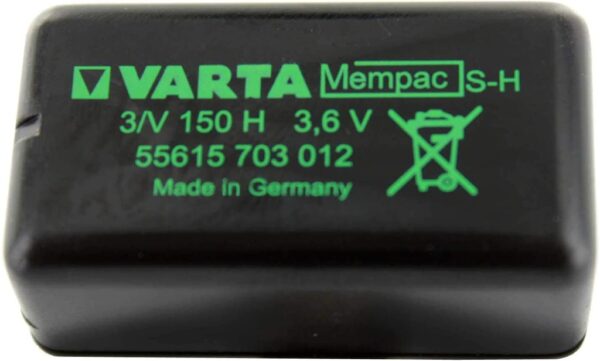 VARTA Mempac S-H
3/V 150 H 3,6 V
55615 703 012
Made in Germany